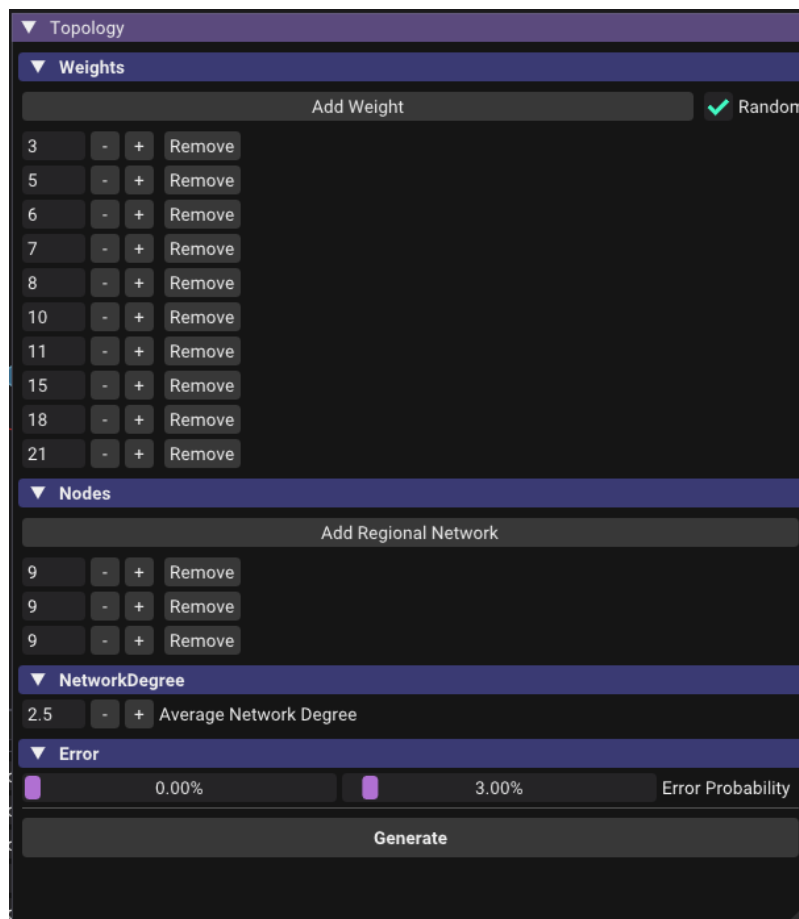 Topology
Weights
Add Weight Random
3 - + Remove
5 - + Remove
6 - + Remove
7 - + Remove
8 - + Remove
10 - + Remove
11 - + Remove
15 - + Remove
18 - + Remove
21 - + Remove
Nodes
Add Regional Network
9 - + Remove
9 - + Remove
9 - + Remove
NetworkDegree
2.5 - + Average Network Degree
Error
0.00% 3.00% Error Probability
Generate